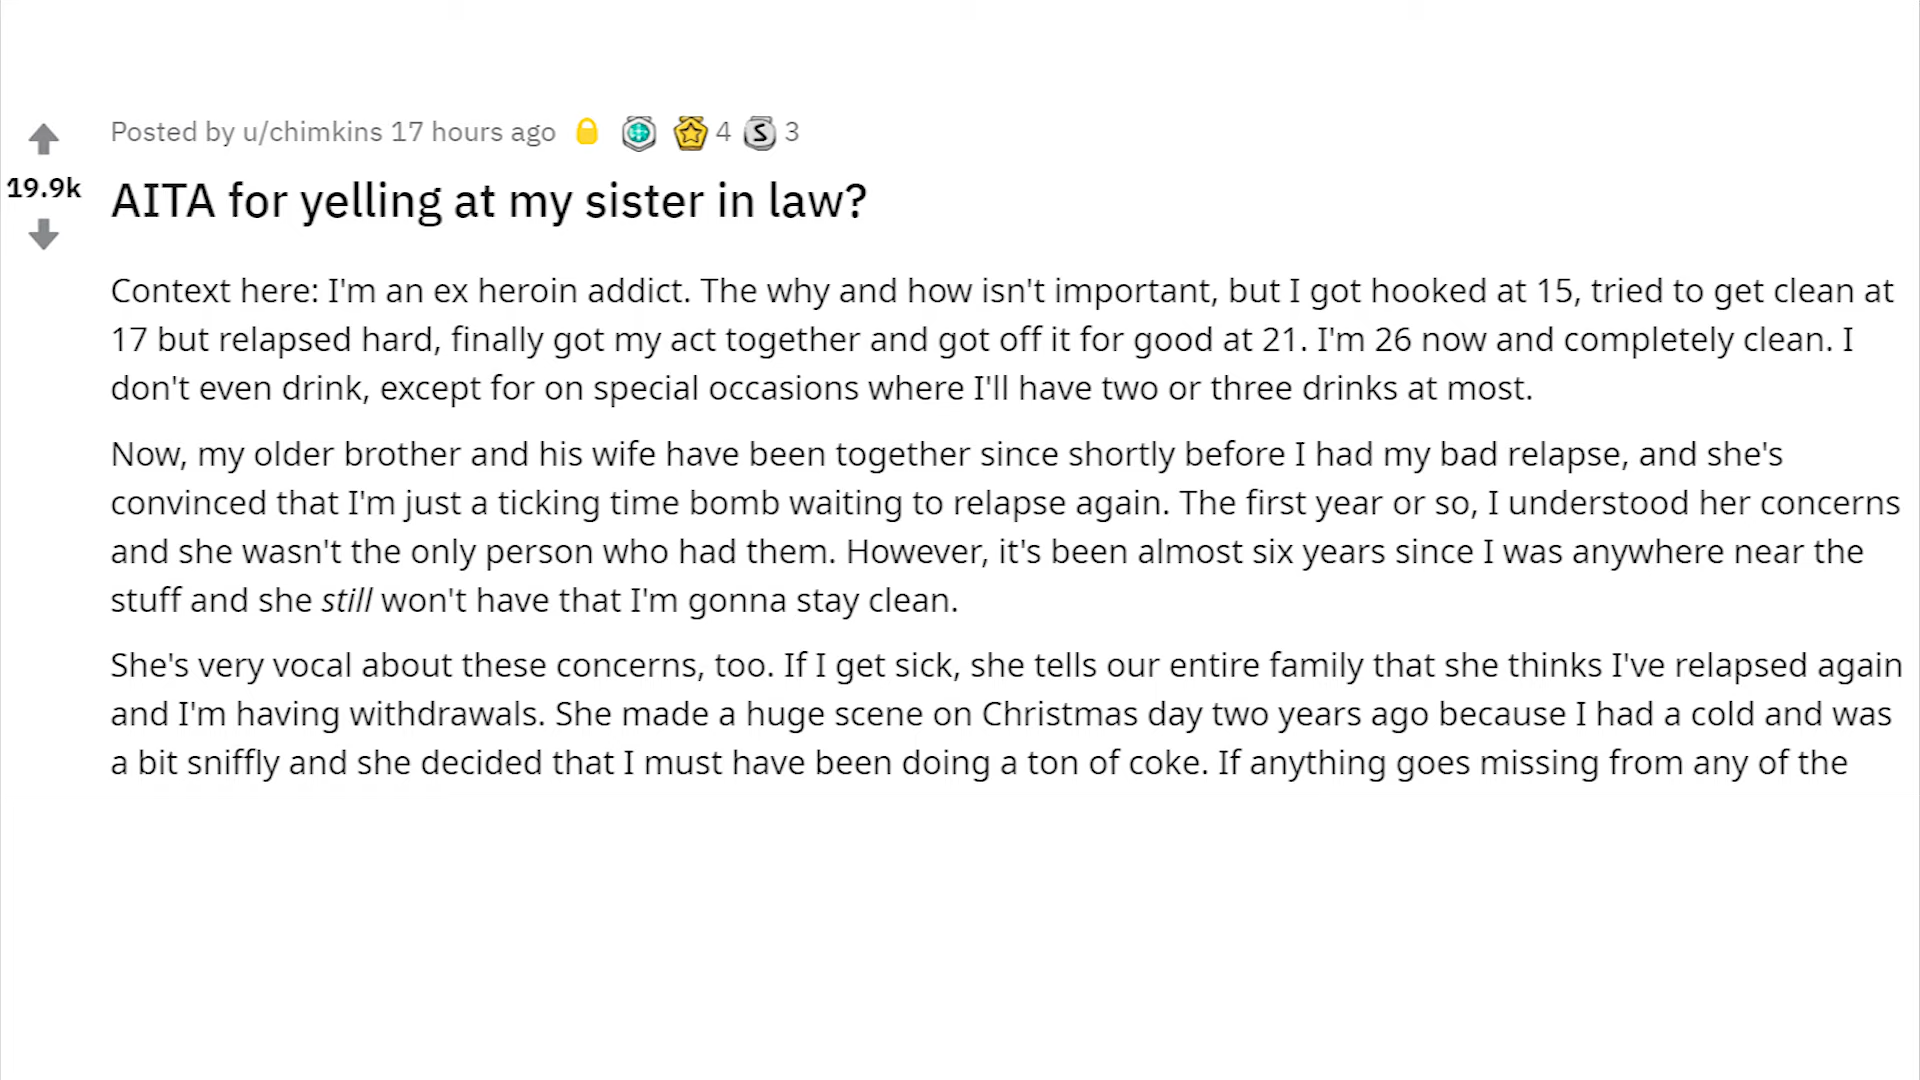 Posted by u/chimkins 17 hours ago 4 S 3
19.9k
AITA for yelling at my sister in law?
Context here: I'm an ex heroin addict. The why and how isn't important, but I got hooked at 15, tried to get clean at
17 but relapsed hard, finally got my act together and got off it for good at 21. I'm 26 now and completely clean. I
don't even drink, except for on special occasions where I'll have two or three drinks at most.
Now, my older brother and his wife have been together since shortly before I had my bad relapse, and she's
convinced that I'm just a ticking time bomb waiting to relapse again. The first year or so, I understood her concerns
and she wasn't the only person who had them. However, it's been almost six years since I was anywhere near the
stuff and she still won't have that I'm gonna stay clean.
She's very vocal about these concerns, too. If I get sick, she tells our entire family that she thinks I've relapsed again
and I'm having withdrawals. She made a huge scene on Christmas day two years ago because I had a cold and was
a bit sniffly and she decided that I must have been doing a ton of coke. If anything goes missing from any of the